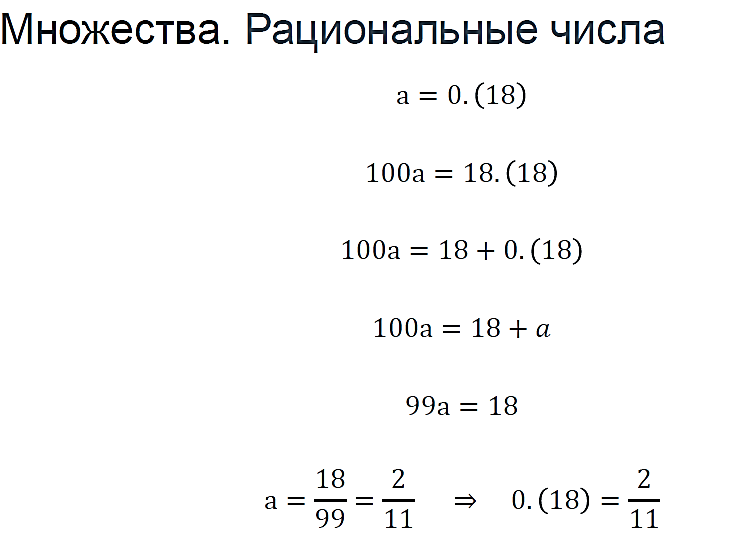 Множества. Рациональные числа
a = 0.(18)
100a = 18.(18)
100a = 18 + 0.(18)
100a = 18 + a
99a = 18
a = 18/99 = 2/11 ⇒ 0.(18) = 2/11